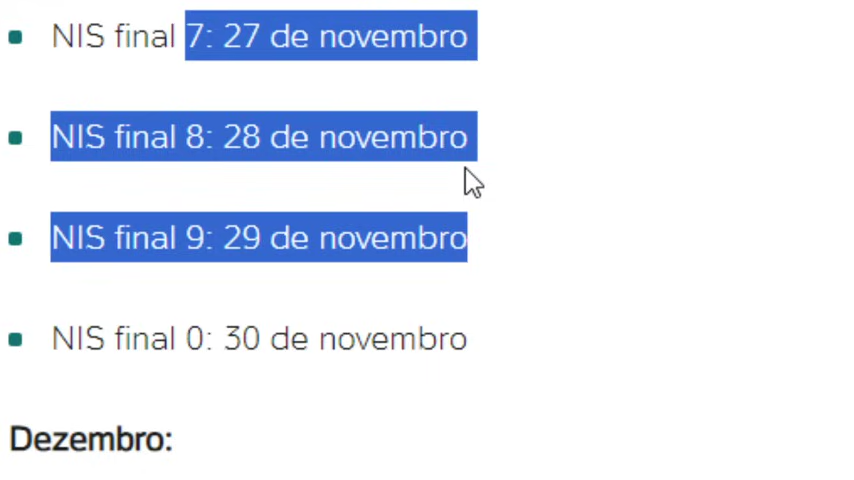 NIS final 7: 27 de novembro
NIS final 8: 28 de novembro
NIS final 9: 29 de novembro
NIS final 0: 30 de novembro
Dezembro: